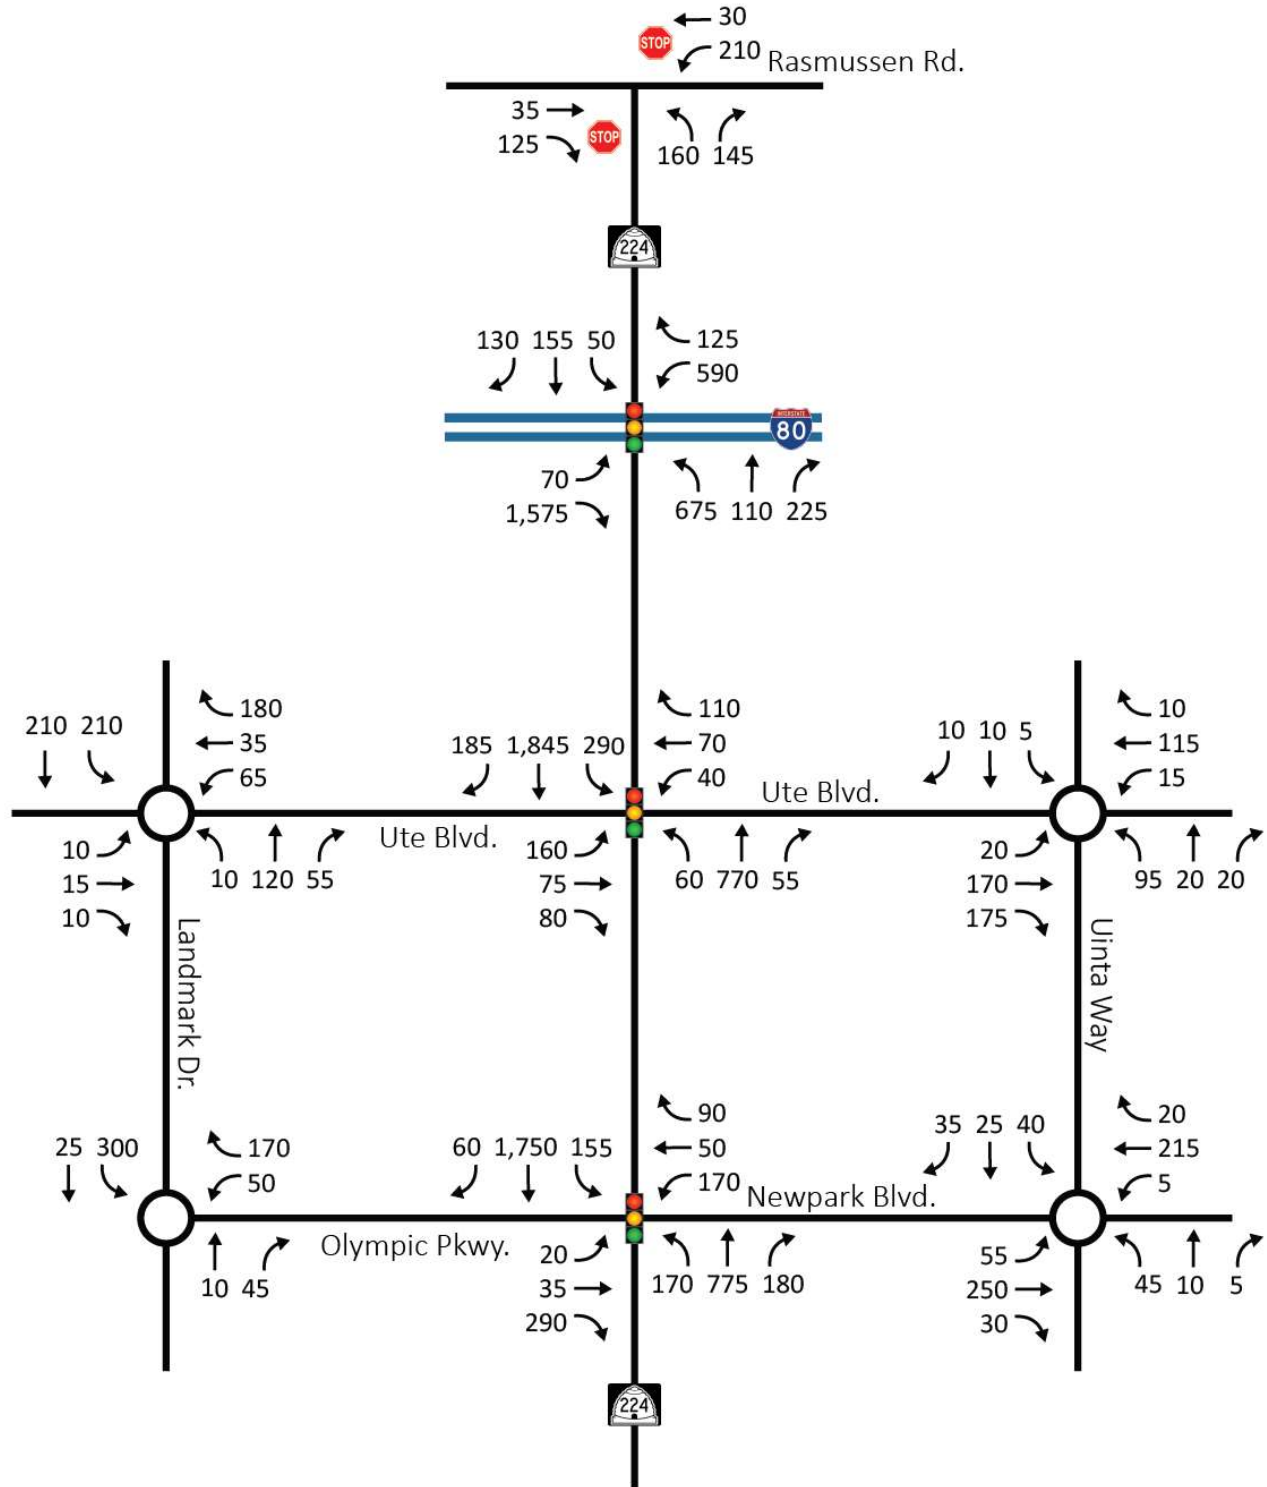 30
STOP
210
Rasmussen Rd.
35
125
STOP
160 145
224
130 155 50
125
590
INTERSTATE
80
70
1,575
675 110 225
210 210
180
35
65
185 1,845 290
110
70
40
10 10 5
10
115
15
Ute Blvd.
Ute Blvd.
10
15
10
10 120 55
160
75
80
60 770 55
20
170
175
95 20 20
Landmark Dr.
Uinta Way
25 300
170
50
60 1,750 155
90
50
170
Newpark Blvd.
35 25 40
20
215
5
Olympic Pkwy.
10 45
20
35
290
170 775 180
55
250
30
45 10 5
224